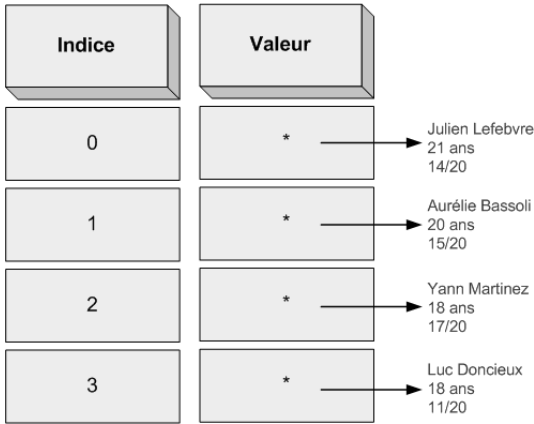 Indice
Valeur
0
*
Julien Lefebvre
21 ans
14/20
1
*
Aurélie Bassoli
20 ans
15/20
2
*
Yann Martinez
18 ans
17/20
3
*
Luc Doncieux
18 ans
11/20